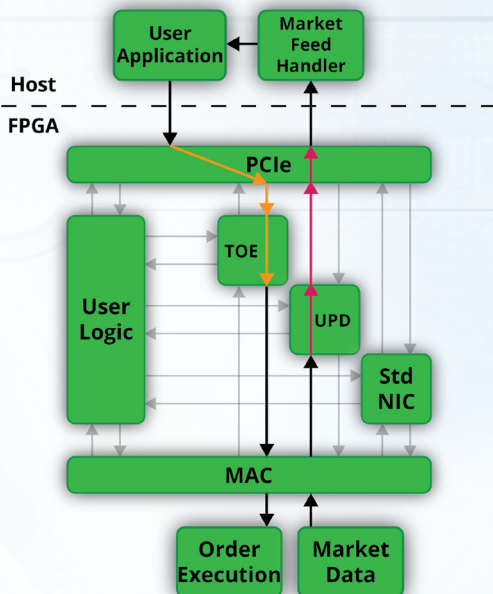 User
Application
Market
Feed
Handler
Host
FPGA
PCIe
TOE
User
Logic
UPD
Std
NIC
MAC
Order
Execution
Market
Data